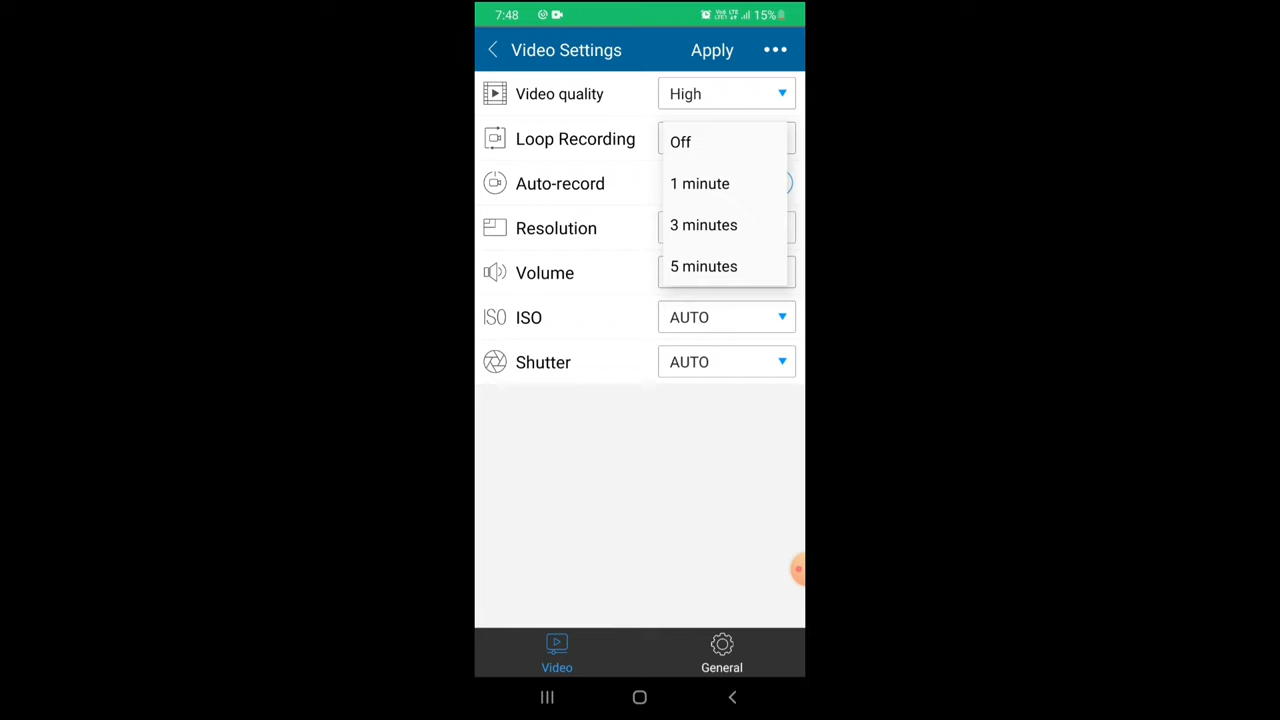 7:48 15%
Video Settings Apply
Video quality High
Loop Recording Off
Auto-record 1 minute
Resolution 3 minutes
Volume 5 minutes
ISO ISO AUTO
Shutter AUTO
Video General